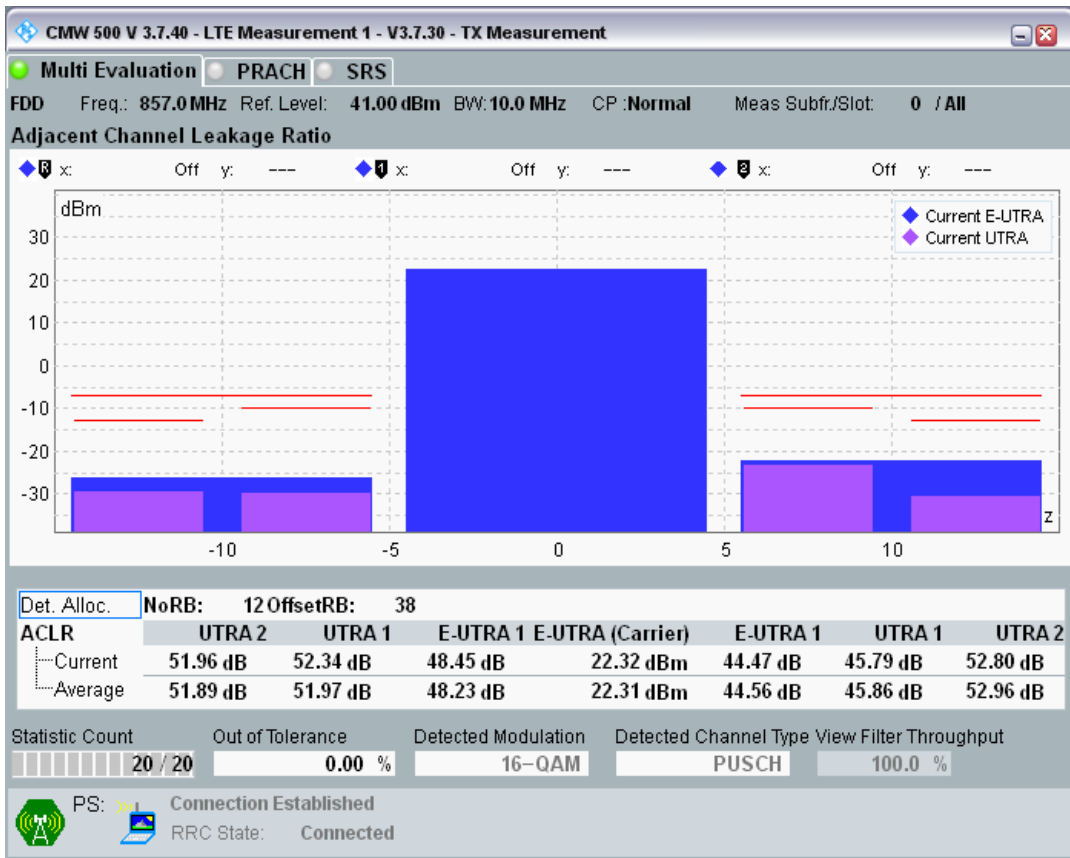 CMW 500 V 3.7.40 - LTE Measurement 1 - V3.7.30 - TX Measurement
Multi Evaluation PRACH SRS
FDD Freq.: 857.0 MHz Ref. Level: 41.00 dBm BW: 10.0 MHz CP :Normal Meas Subfr./Slot: 0 / All
Adjacent Channel Leakage Ratio
R x: Off y: --- 1 x: Off y: --- 2 x: Off y: ---
dBm
Current E-UTRA
Current UTRA
30
20
10
0
-10
-20
-30
z
-10 -5 0 5 10
Det. Alloc. NoRB: 12 OffsetRB: 38
ACLR UTRA 2 UTRA 1 E-UTRA 1 E-UTRA (Carrier) E-UTRA 1 UTRA 1 UTRA 2
Current 51.96 dB 52.34 dB 48.45 dB 22.32 dBm 44.47 dB 45.79 dB 52.80 dB
Average 51.89 dB 51.97 dB 48.23 dB 22.31 dBm 44.56 dB 45.86 dB 52.96 dB
Statistic Count Out of Tolerance Detected Modulation Detected Channel Type View Filter Throughput
20 / 20 0.00 % 16-QAM PUSCH 100.0 %
PS: Connection Established
RRC State: Connected